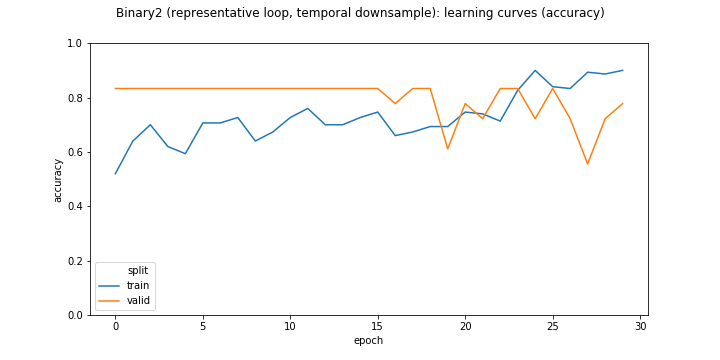 Binary2 (representative loop, temporal downsample): learning curves (accuracy)
1.0
0.8
0.6
0.4
0.2
0.0
accuracy
split
train
valid
0 5 10 15 20 25 30
epoch